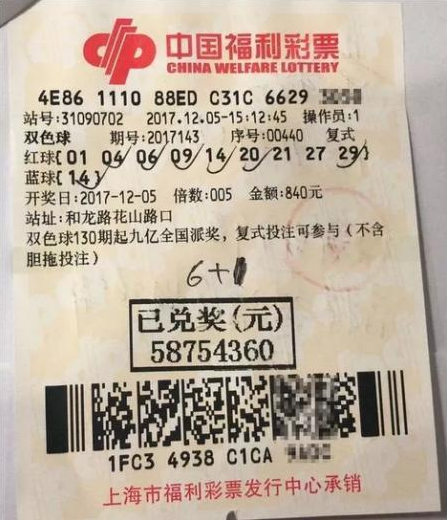 中国福利彩票
CHINA WELFARE LOTTERY
4E86 1110 88ED C31C 6629
站号:31090702 2017.12.05-15:12:45 操作员:1
双色球 期号:2017143 序号:00440 复式
红球[01 04 06 09 14 20 21 27 29]
蓝球[14]
开奖日:2017-12-05 倍数:005 金额:840元
站址:和龙路花山路口
双色球130期起九亿全国派奖，复式投注可参与(不含
胆拖投注)
6+1
已兑奖(元)
58754360
1FC3 4938 C1CA
上海市福利彩票发行中心承销